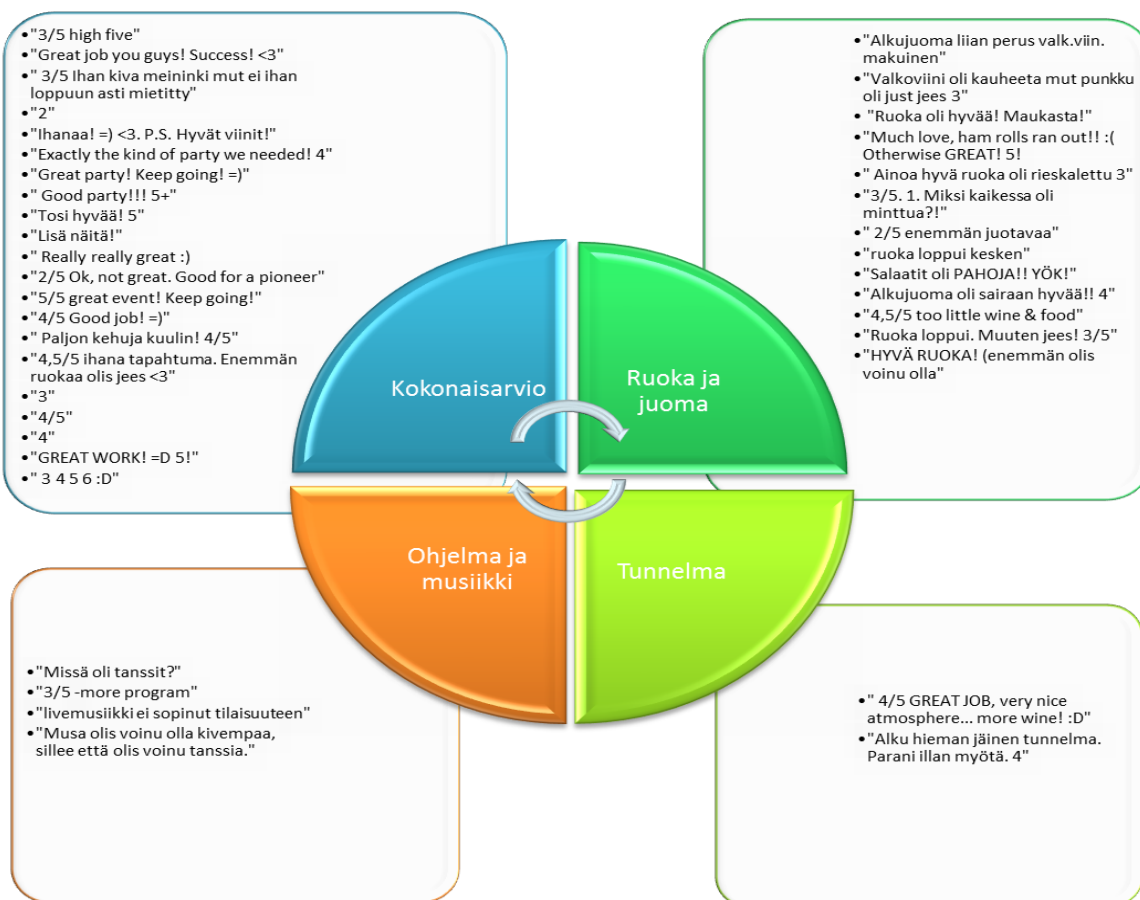 •"3/5 high five"
•"Great job you guys! Success! <3"
•" 3/5 Ihan kiva meininki mut ei ihan
loppuun asti mietitty"
•"2"
•"Ihanaa! =) <3. P.S. Hyvät viinit!"
•"Exactly the kind of party we needed! 4"
•"Great party! Keep going! =)"
•" Good party!!! 5+"
•"Tosi hyvää! 5"
•"Lisä näitä!"
•" Really really great :)
•"2/5 Ok, not great. Good for a pioneer"
•"5/5 great event! Keep going!"
•"4/5 Good job! =)"
•" Paljon kehuja kuulin! 4/5"
•"4,5/5 ihana tapahtuma. Enemmän
ruokaa olis jees <3"
•"3"
•"4/5"
•"4"
•"GREAT WORK! =D 5!"
•" 3 4 5 6 :D"
•"Alkujuoma liian perus valk.viin.
makuinen"
•"Valkoviini oli kauheeta mut punkku
oli just jees 3"
•"Ruoka oli hyvää! Maukasta!"
•"Much love, ham rolls ran out!! :(
Otherwise GREAT! 5!
•" Ainoa hyvä ruoka oli rieskalettu 3"
•"3/5. 1. Miksi kaikessa oli
minttua?!"
•" 2/5 enemmän juotavaa"
•"ruoka loppui kesken"
•"Salaatit oli PAHOJA!! YÖK!"
•"Alkujuoma oli sairaan hyvää!! 4"
•"4,5/5 too little wine & food"
•"Ruoka loppui. Muuten jees! 3/5"
•"HYVÄ RUOKA! (enemmän olis
voinu olla"
Kokonaisarvio
Ruoka ja
juoma
Ohjelma ja
musiikki
Tunnelma
•"Missä oli tanssit?"
•"3/5 -more program"
•"livemusiikki ei sopinut tilaisuuteen"
•"Musa olis voinu olla kivempaa,
sillee että olis voinu tanssia."
•" 4/5 GREAT JOB, very nice
atmosphere... more wine! :D"
•"Alku hieman jäinen tunnelma.
Parani illan myötä. 4"